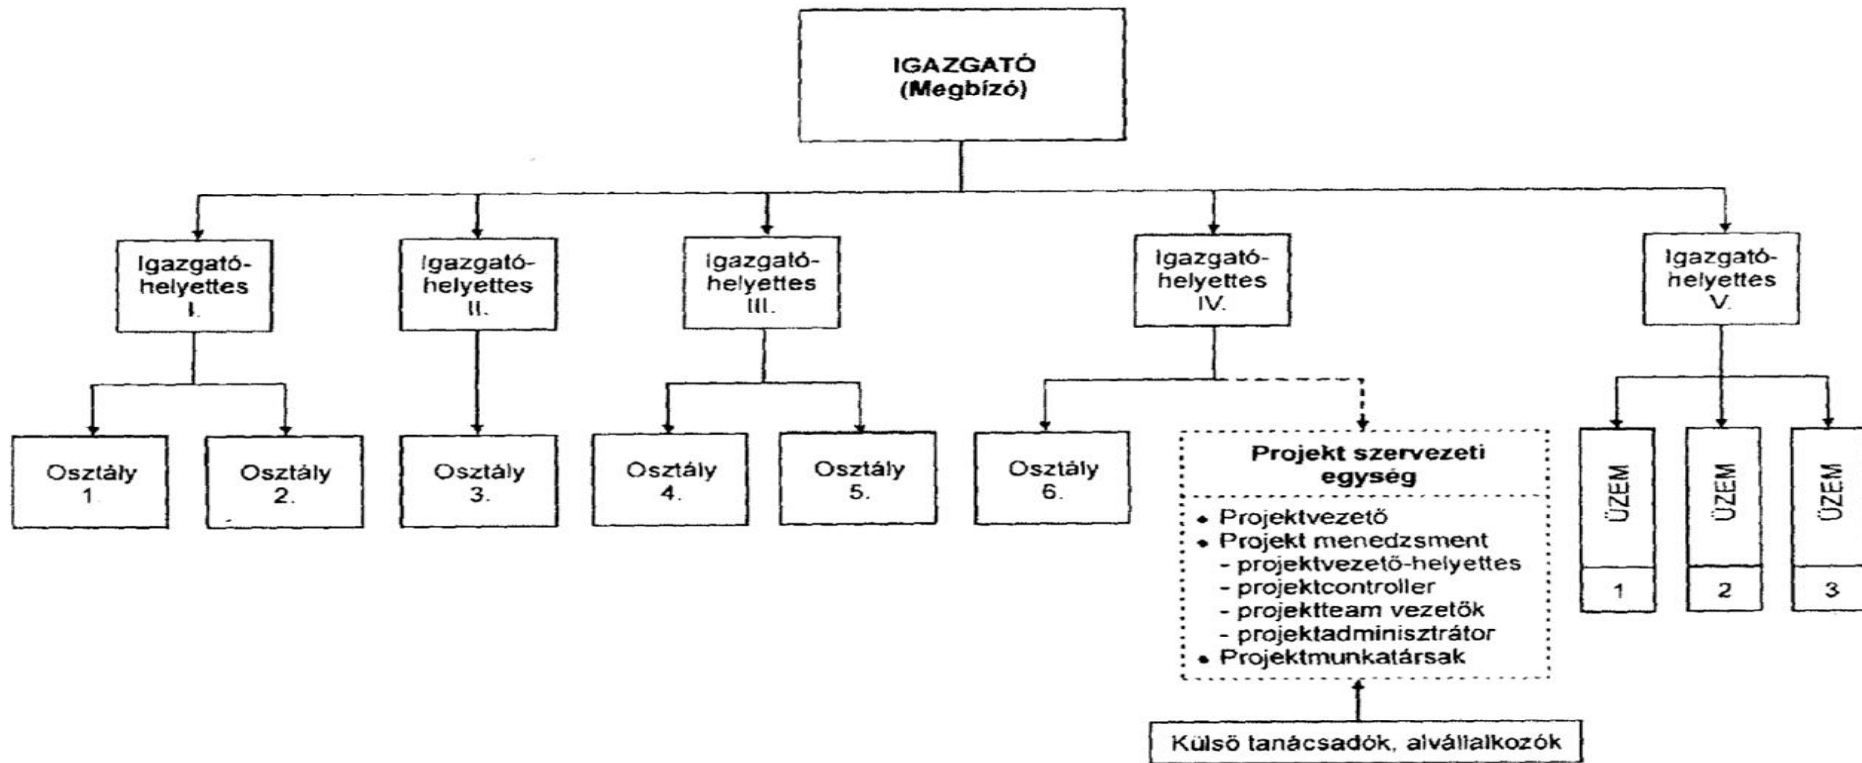 IGAZGATÓ
(Megbízó)
Igazgató-
helyettes
I.
Igazgató-
helyettes
II.
Igazgató-
helyettes
III.
Igazgató-
helyettes
IV.
Igazgató-
helyettes
V.
Osztály
1.
Osztály
2.
Osztály
3.
Osztály
4.
Osztály
5.
Osztály
6.
Projekt szervezeti
egység
• Projektvezető
• Projekt menedzsment
- projektvezető-helyettes
- projektcontroller
- projektteam vezetők
- projektadminisztrátor
• Projektmunkatársak
ÜZEM
1
ÜZEM
2
ÜZEM
3
Külső tanácsadók, alvállalkozók